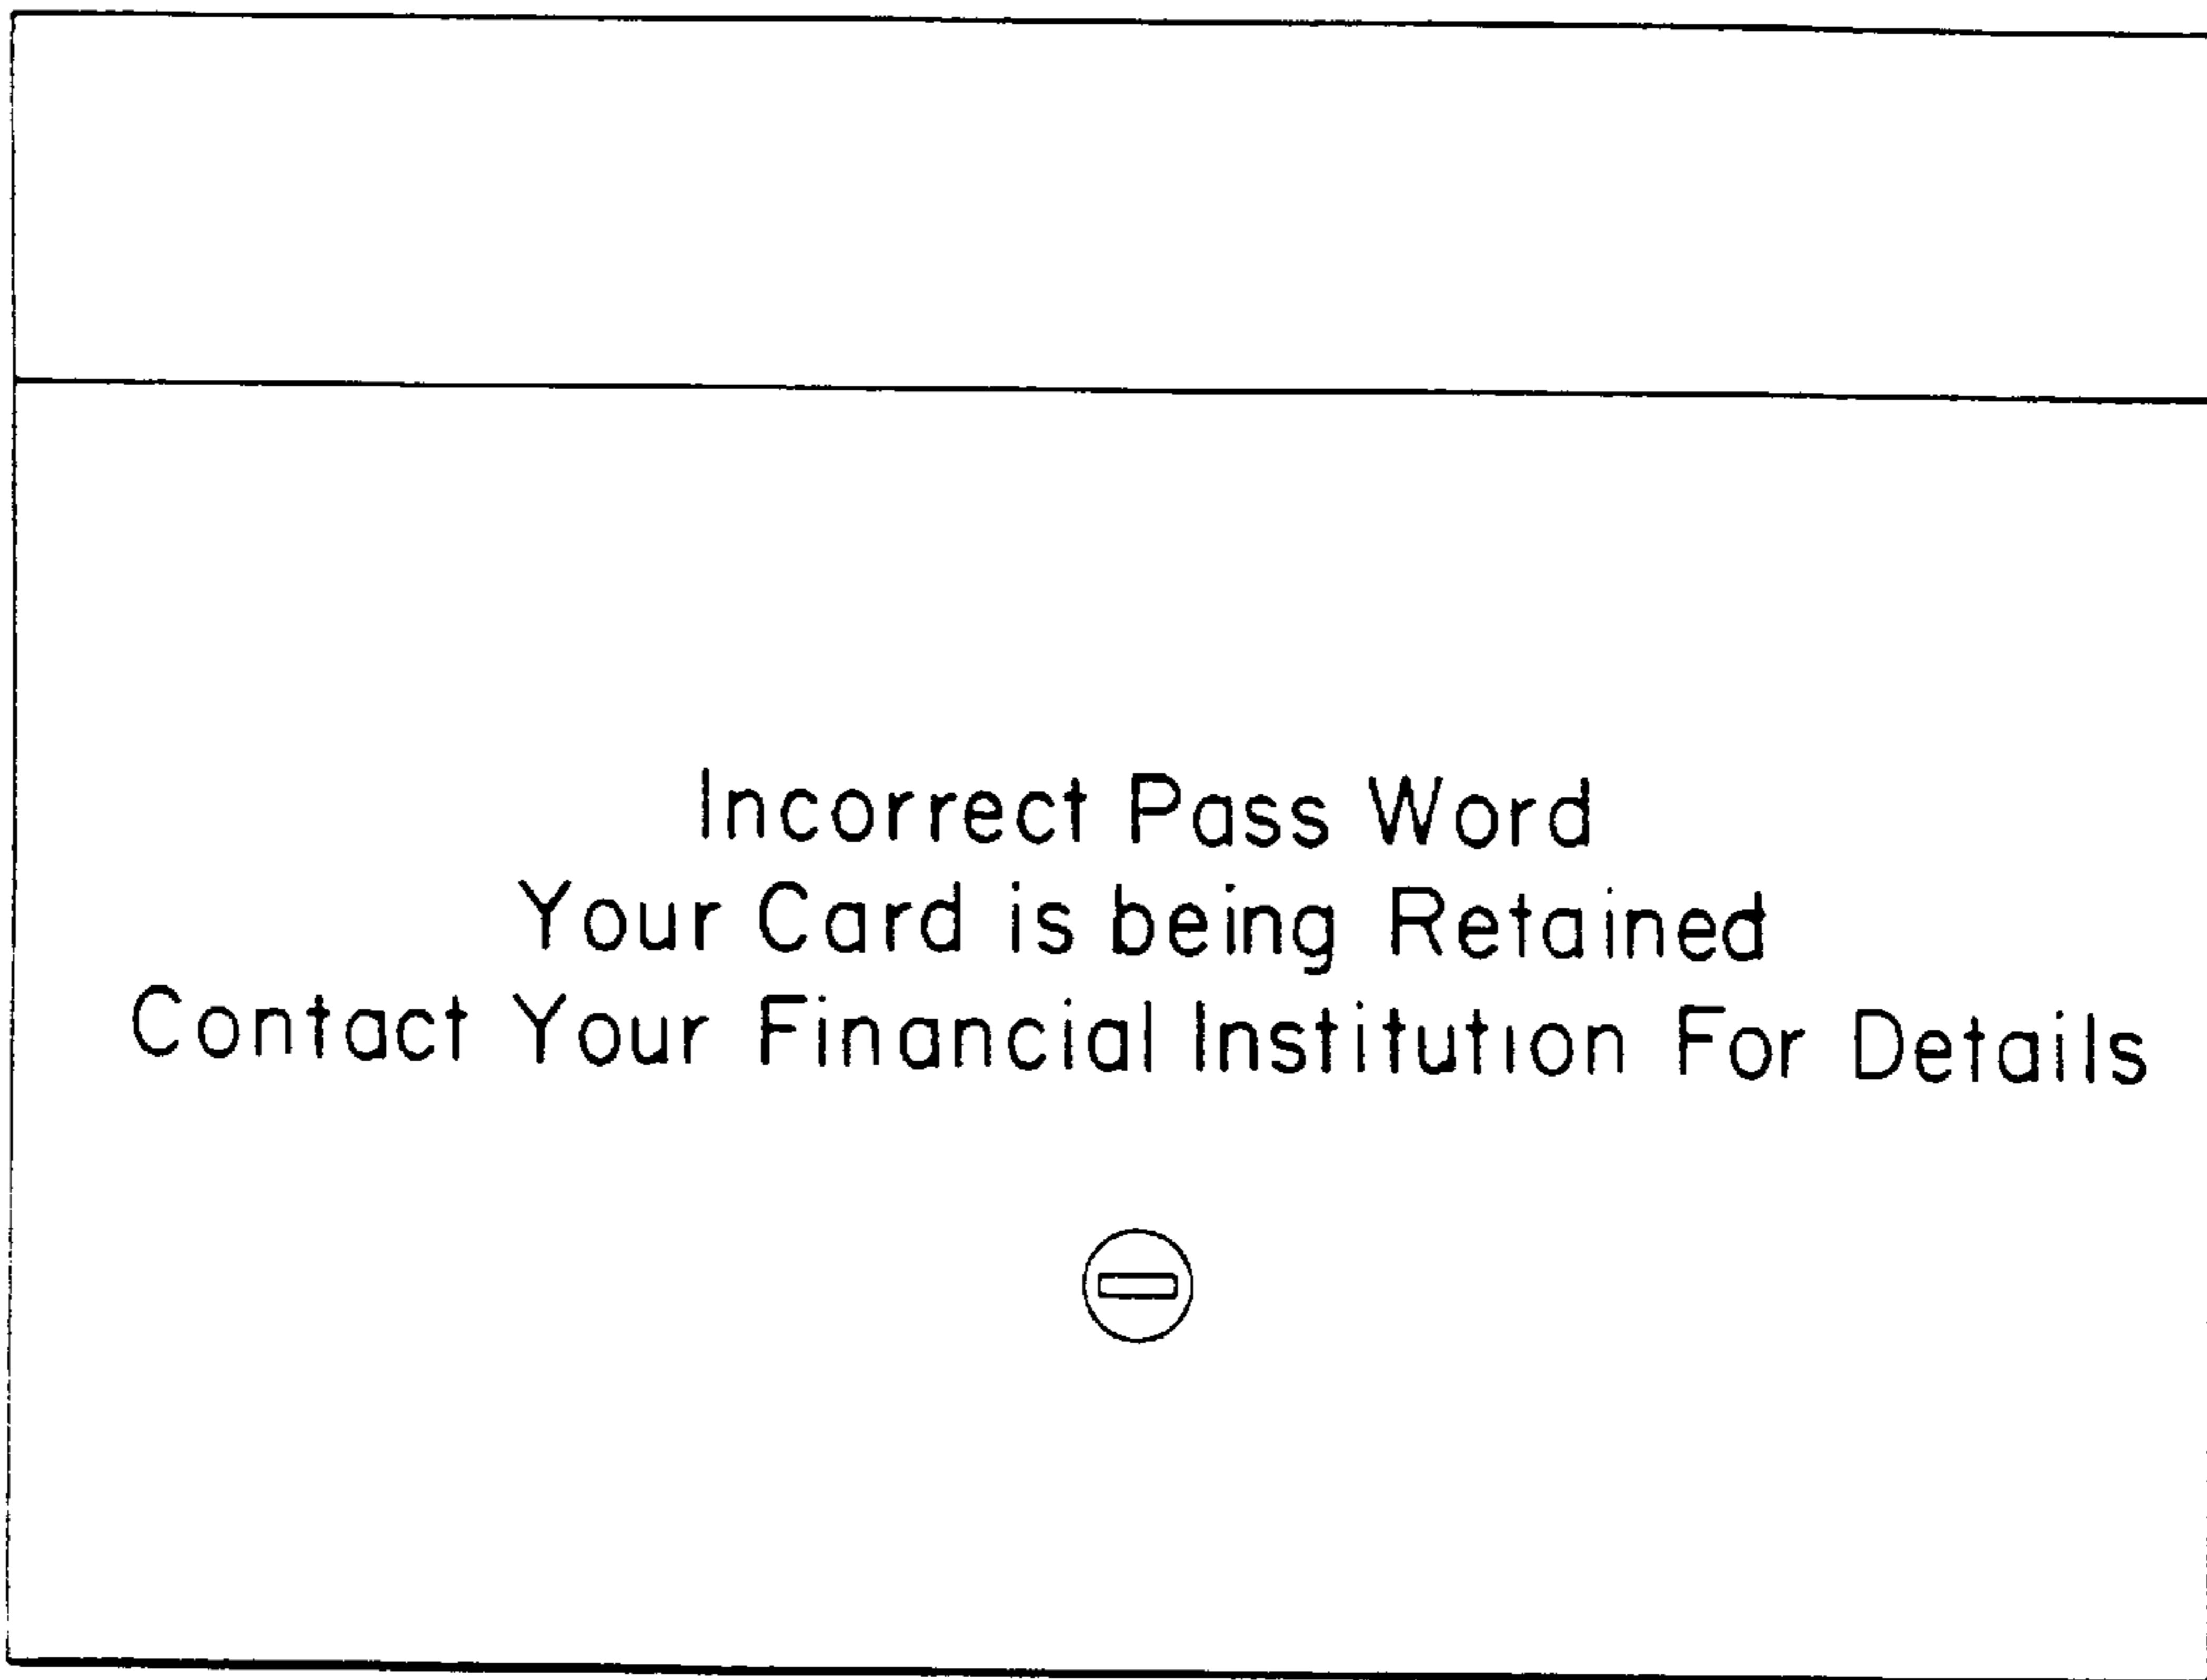 Incorrect Pass Word
Your Card is being Retained
Contact Your Financial Institution For Details